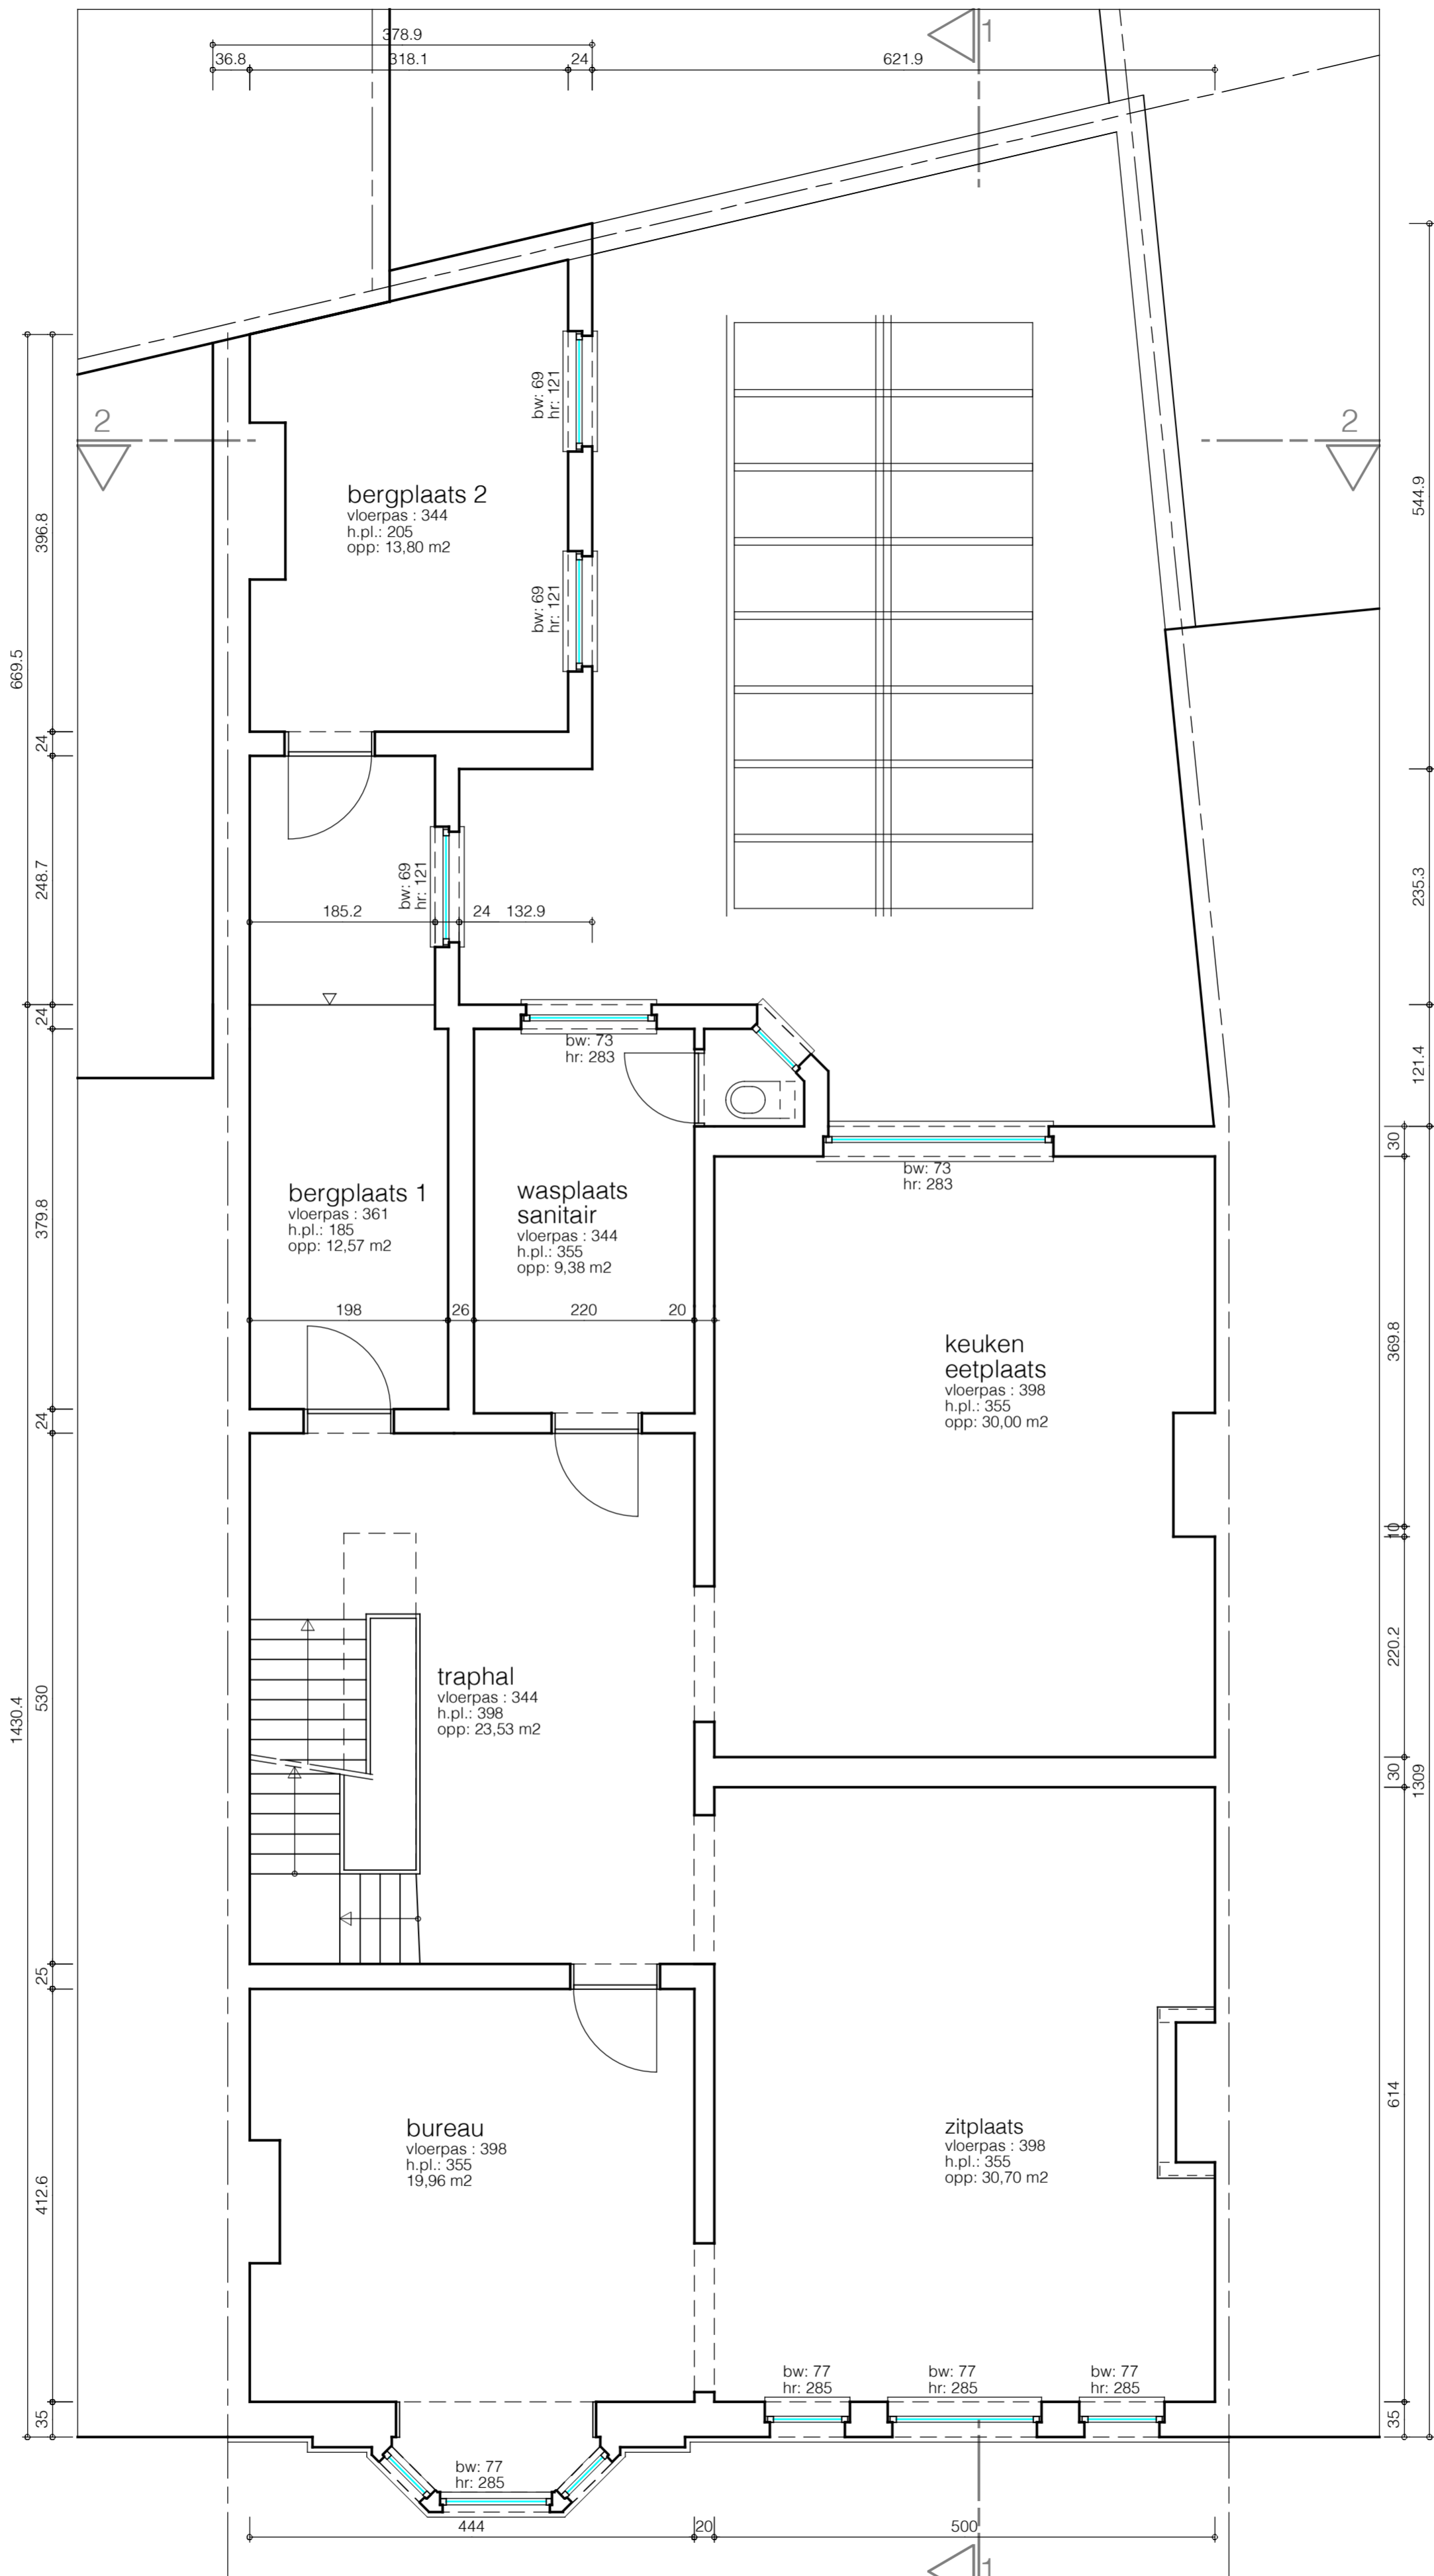 378.9
36.8
318.1
24
621.9
1
2
2
bw: 69
hr: 121
bergplaats 2
vloerpas : 344
h.pl.: 205
opp: 13,80 m2
bw: 69
hr: 121
396.8
544.9
669.5
24
248.7
bw: 69
hr: 121
235.3
185.2
24
132.9
24
bw: 73
hr: 283
121.4
30
bw: 73
hr: 283
bergplaats 1
vloerpas : 361
h.pl.: 185
opp: 12,57 m2
wasplaats
sanitair
vloerpas : 344
h.pl.: 355
opp: 9,38 m2
379.8
198
26
220
20
keuken
eetplaats
vloerpas : 398
h.pl.: 355
opp: 30,00 m2
369.8
24
10
traphal
vloerpas : 344
h.pl.: 398
opp: 23,53 m2
220.2
530
1430.4
30
1309
25
bureau
vloerpas : 398
h.pl.: 355
19,96 m2
zitplaats
vloerpas : 398
h.pl.: 355
opp: 30,70 m2
614
412.6
bw: 77
hr: 285
bw: 77
hr: 285
bw: 77
hr: 285
35
35
bw: 77
hr: 285
444
20
500
1